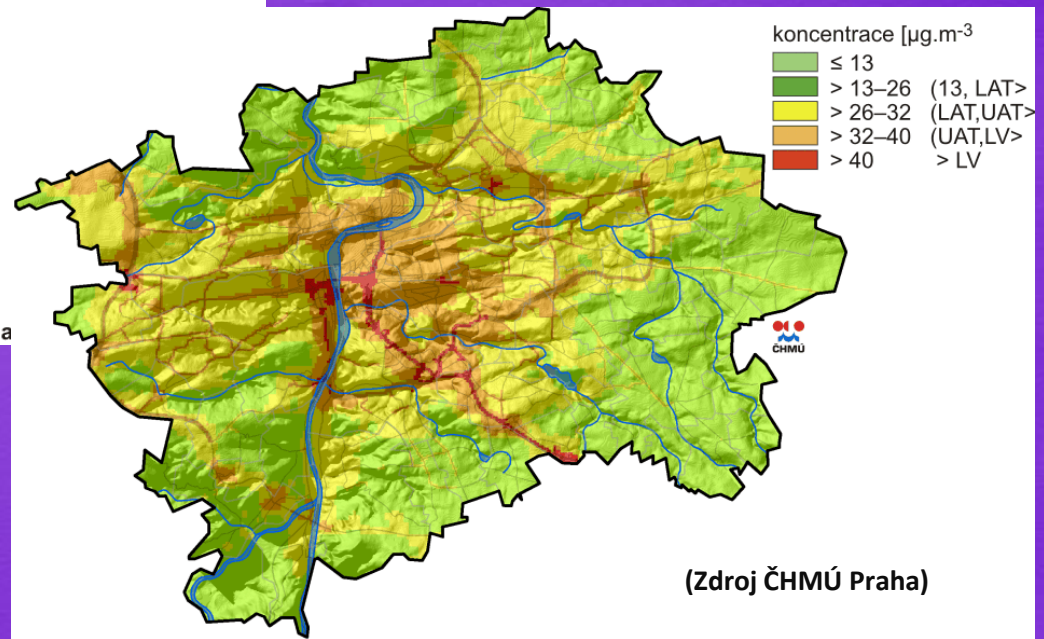 koncentrace [µg.m-3
≤ 13
> 13–26 (13, LAT>
> 26–32 (LAT,UAT>
> 32–40 (UAT,LV>
> 40 > LV
a
ČHMÚ
(Zdroj ČHMÚ Praha)